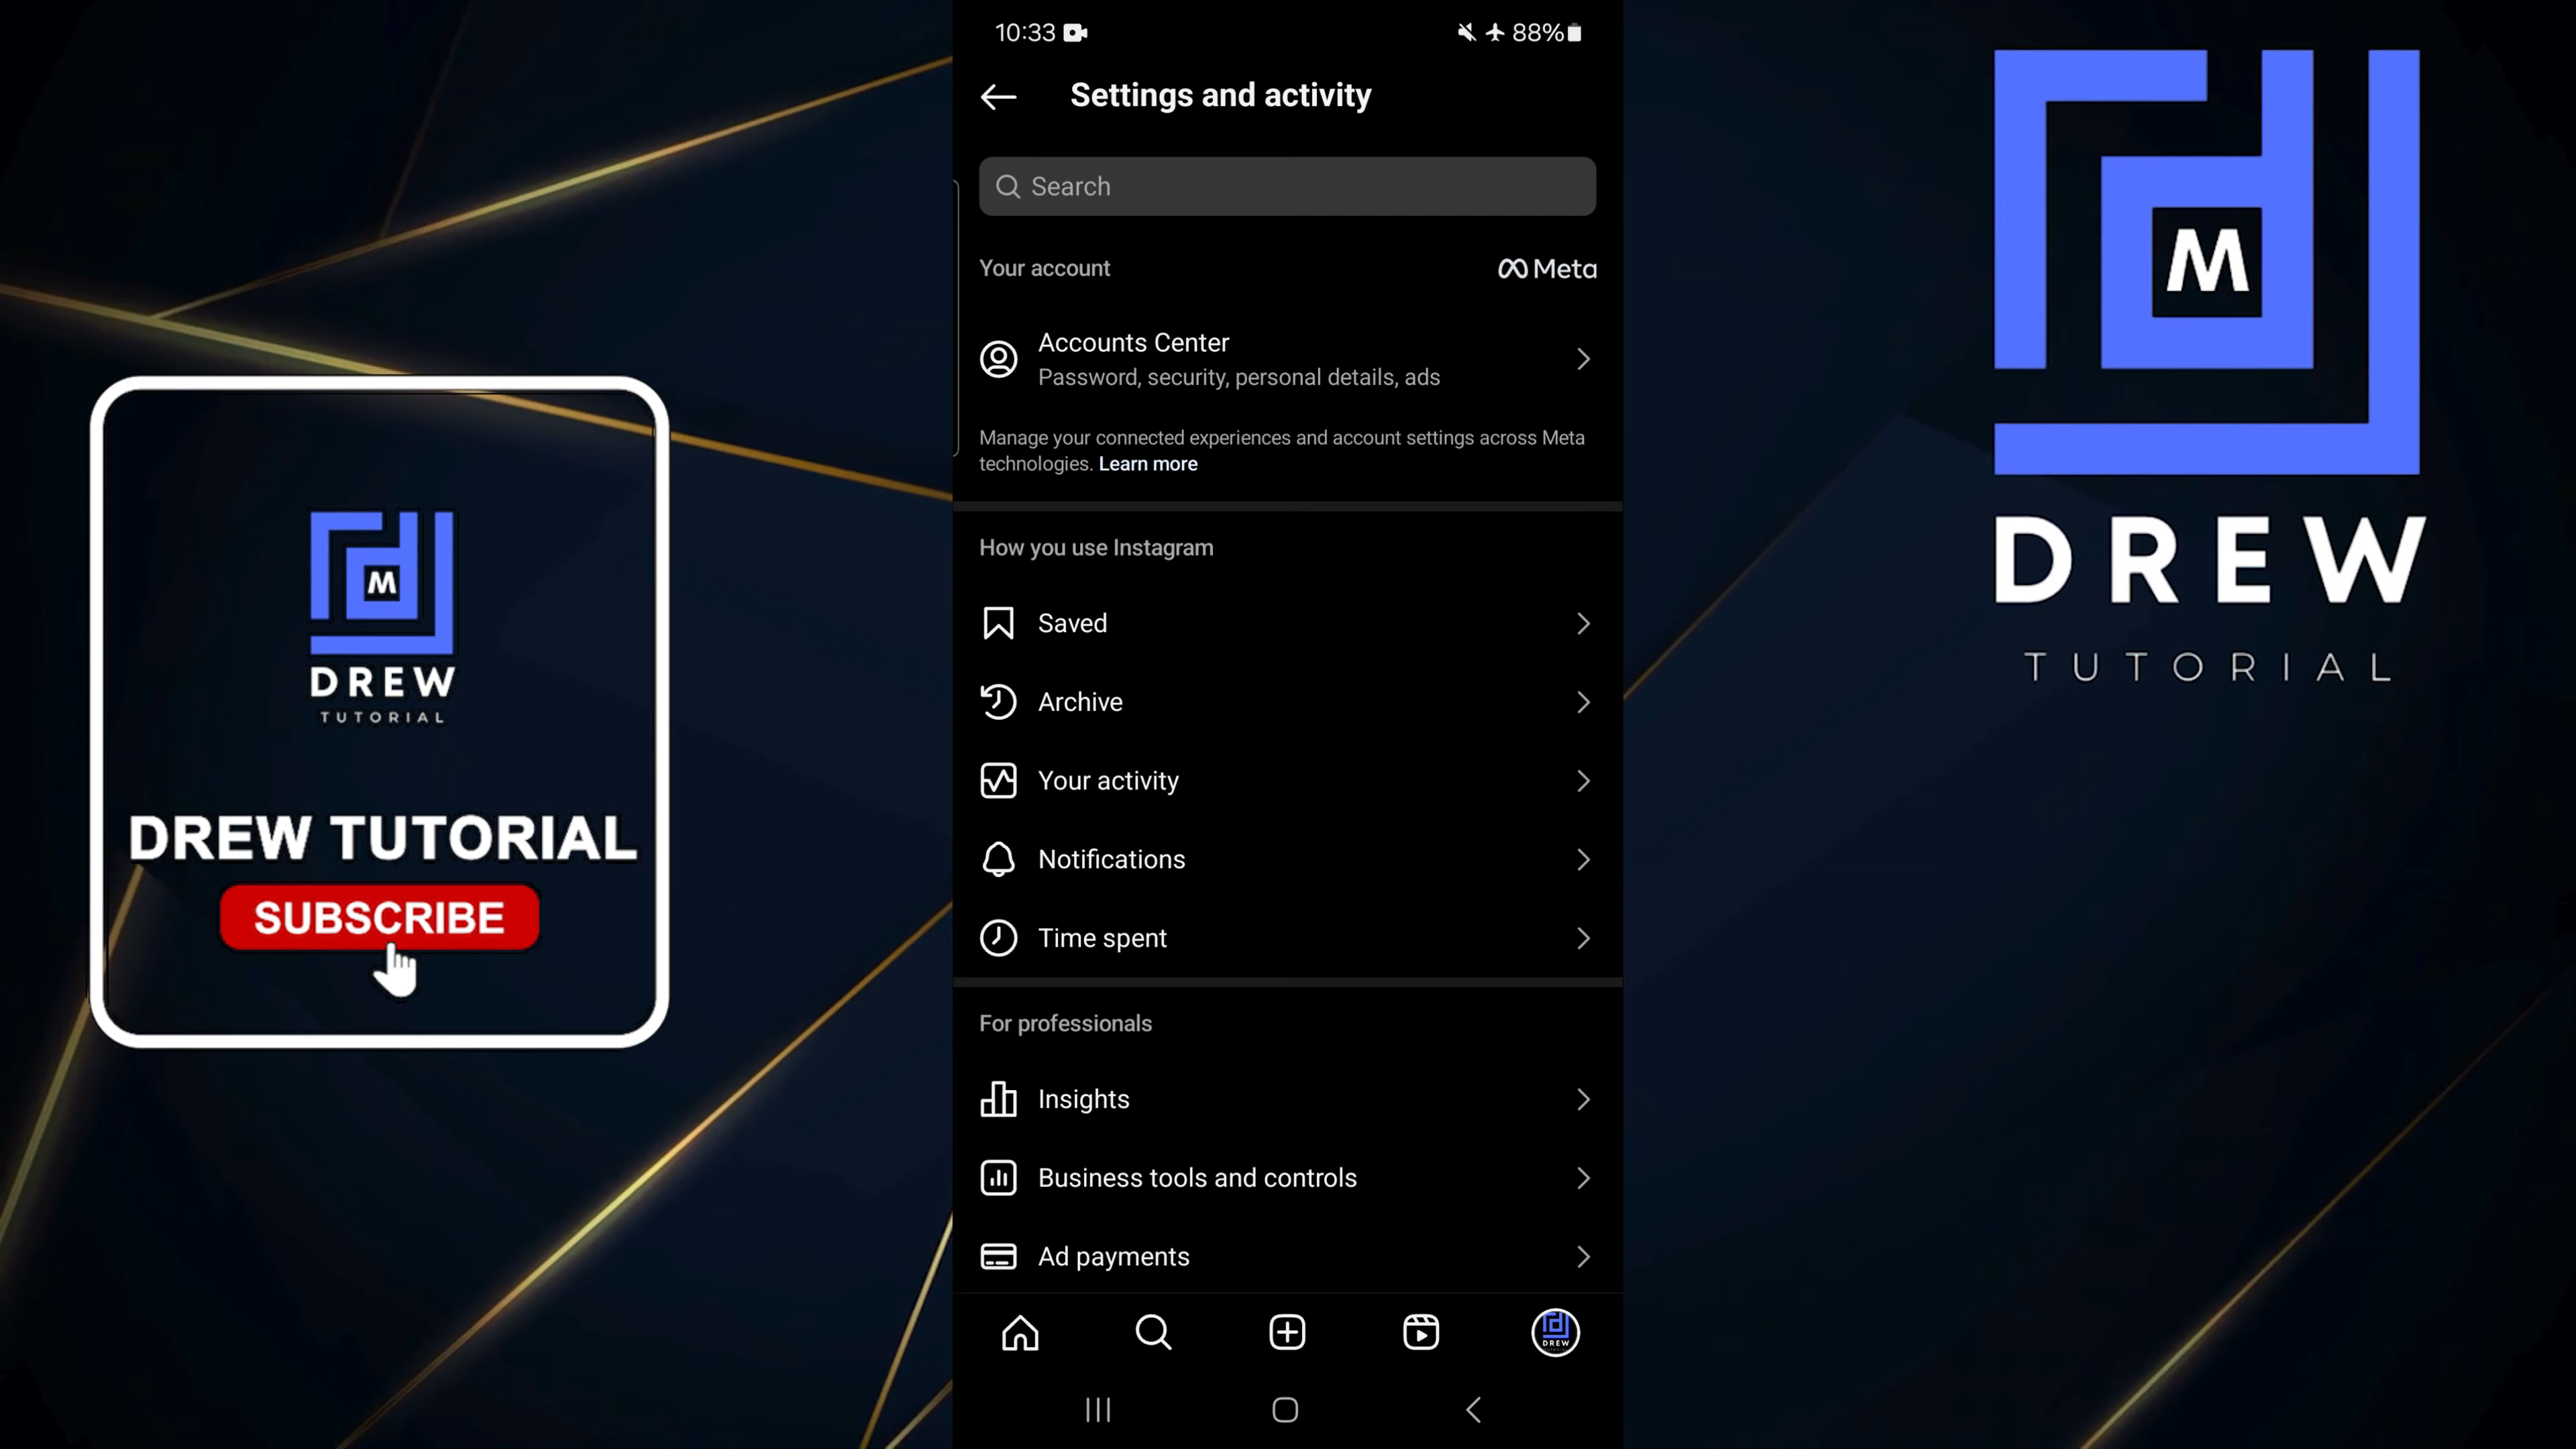 M
DREW
TUTORIAL
DREW TUTORIAL
SUBSCRIBE
10:33
88%
Settings and activity
Search
Your account
Meta
Accounts Center
Password, security, personal details, ads
Manage your connected experiences and account settings across Meta
technologies. Learn more
How you use Instagram
Saved
Archive
Your activity
Notifications
Time spent
For professionals
Insights
Business tools and controls
Ad payments
DREW
M
DREW
TUTORIAL